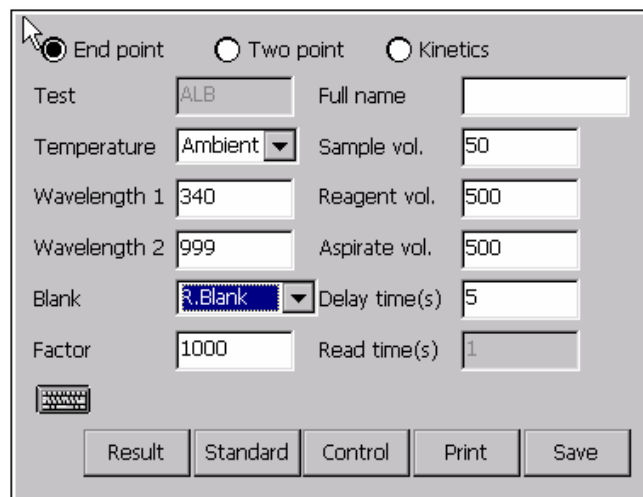 End point Two point Kinetics
Test ALB Full name
Temperature Ambient Sample vol. 50
Wavelength 1 340 Reagent vol. 500
Wavelength 2 999 Aspirate vol. 500
Blank R.Blank Delay time(s) 5
Factor 1000 Read time(s) 1
Result Standard Control Print Save